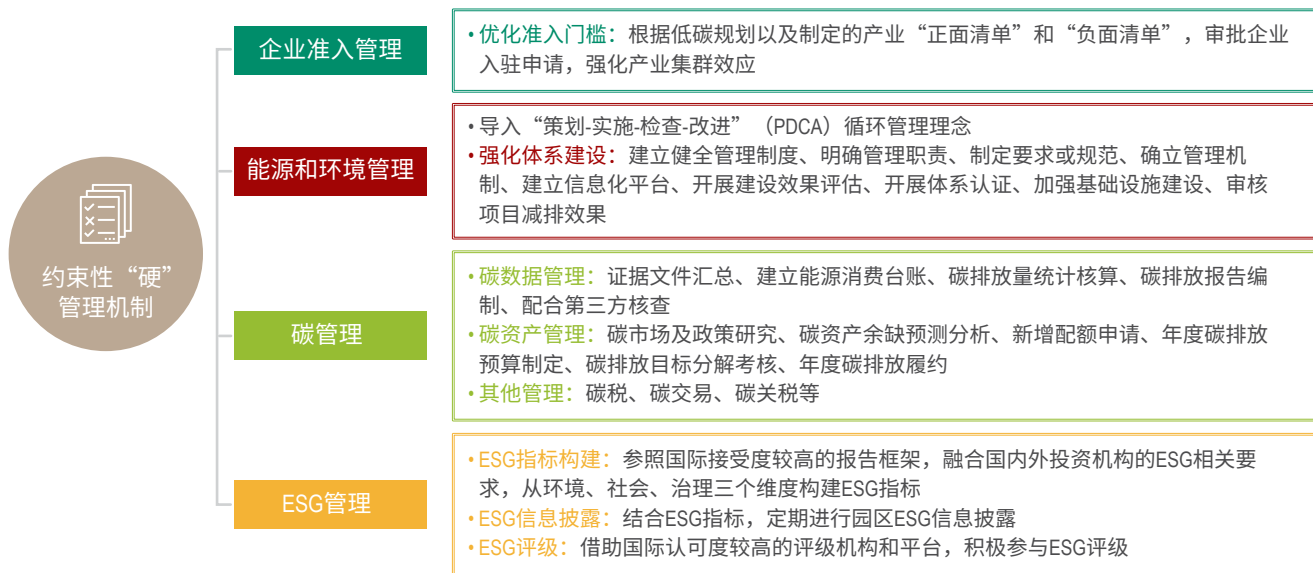 约束性“硬”
管理机制
企业准入管理
• 优化准入门槛：根据低碳规划以及制定的产业“正面清单”和“负面清单”，审批企业
入驻申请，强化产业集群效应
能源和环境管理
• 导入“策划-实施-检查-改进”（PDCA）循环管理理念
• 强化体系建设：建立健全管理制度、明确管理职责、制定要求或规范、确立管理机
制、建立信息化平台、开展建设效果评估、开展体系认证、加强基础设施建设、审核
项目减排效果
碳管理
• 碳数据管理：证据文件汇总、建立能源消费台账、碳排放量统计核算、碳排放报告编
制、配合第三方核查
• 碳资产管理：碳市场及政策研究、碳资产余缺预测分析、新增配额申请、年度碳排放
预算制定、碳排放目标分解考核、年度碳排放履约
• 其他管理：碳税、碳交易、碳关税等
ESG管理
• ESG指标构建：参照国际接受度较高的报告框架，融合国内外投资机构的ESG相关要
求，从环境、社会、治理三个维度构建ESG指标
• ESG信息披露：结合ESG指标，定期进行园区ESG信息披露
• ESG评级：借助国际认可度较高的评级机构和平台，积极参与ESG评级